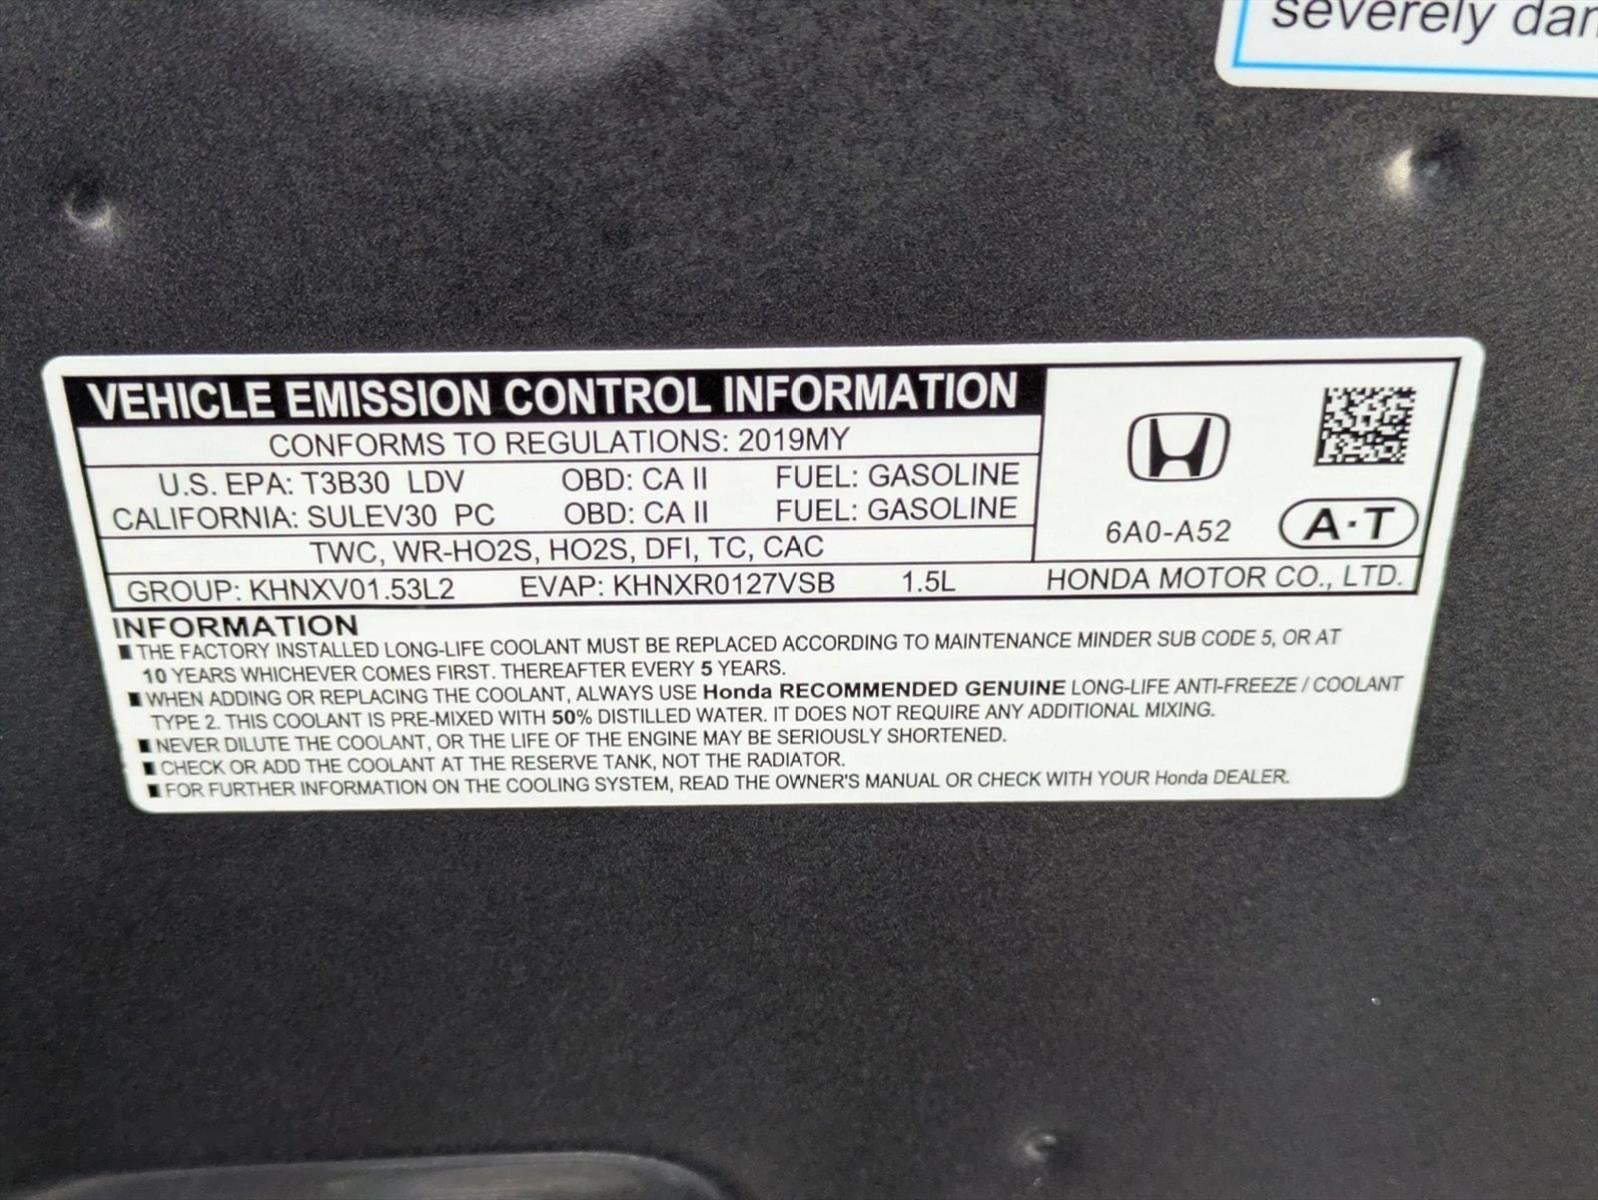 severely dan
VEHICLE EMISSION CONTROL INFORMATION
CONFORMS TO REGULATIONS: 2019MY
U.S. EPA: T3B30 LDV OBD: CA II FUEL: GASOLINE
CALIFORNIA: SULEV30 PC OBD: CA II FUEL: GASOLINE
TWC, WR-HO2S, HO2S, DFI, TC, CAC
6A0-A52 A·T
GROUP: KHNXV01.53L2 EVAP: KHNXR0127VSB 1.5L HONDA MOTOR CO., LTD.
INFORMATION
■ THE FACTORY INSTALLED LONG-LIFE COOLANT MUST BE REPLACED ACCORDING TO MAINTENANCE MINDER SUB CODE 5, OR AT
10 YEARS WHICHEVER COMES FIRST. THEREAFTER EVERY 5 YEARS.
■ WHEN ADDING OR REPLACING THE COOLANT, ALWAYS USE Honda RECOMMENDED GENUINE LONG-LIFE ANTI-FREEZE / COOLANT
TYPE 2. THIS COOLANT IS PRE-MIXED WITH 50% DISTILLED WATER. IT DOES NOT REQUIRE ANY ADDITIONAL MIXING.
■ NEVER DILUTE THE COOLANT, OR THE LIFE OF THE ENGINE MAY BE SERIOUSLY SHORTENED.
■ CHECK OR ADD THE COOLANT AT THE RESERVE TANK, NOT THE RADIATOR.
■ FOR FURTHER INFORMATION ON THE COOLING SYSTEM, READ THE OWNER'S MANUAL OR CHECK WITH YOUR Honda DEALER.